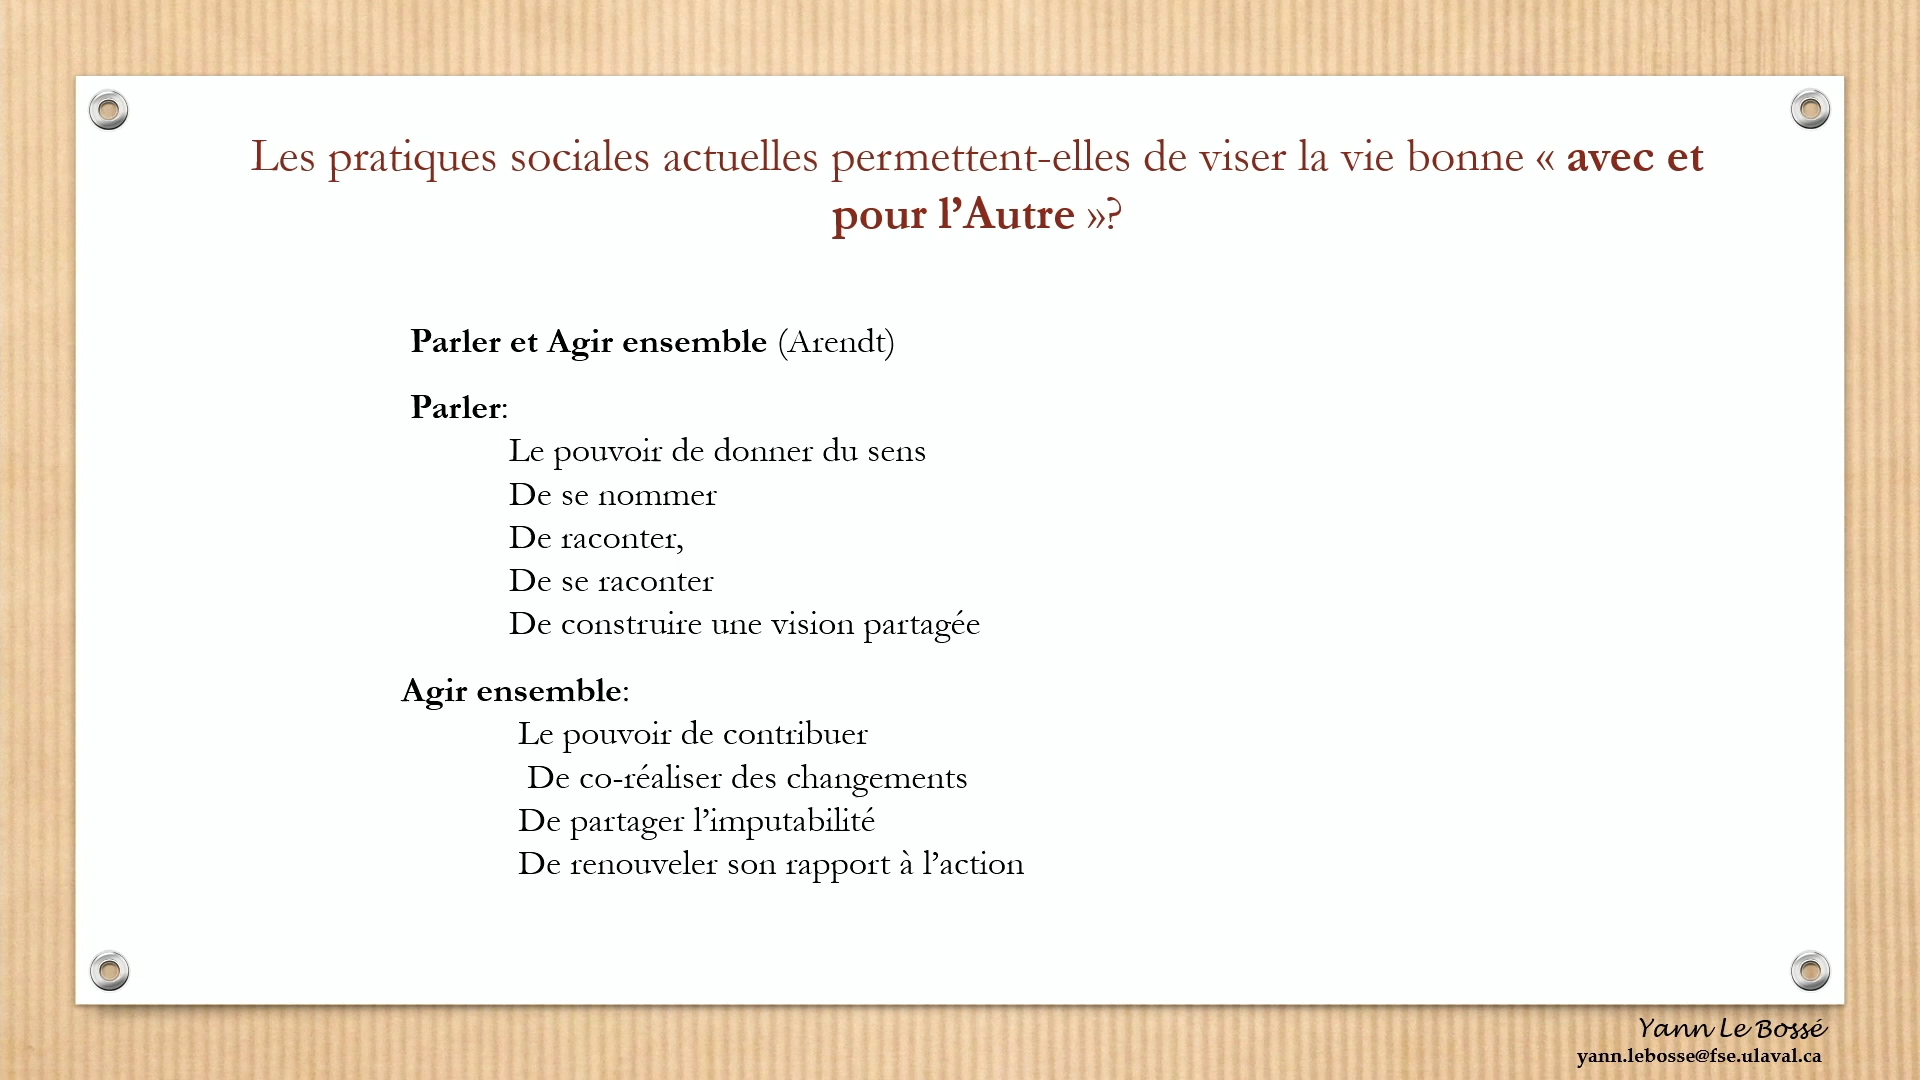 Les pratiques sociales actuelles permettent-elles de viser la vie bonne « avec et
pour l’Autre »?
Parler et Agir ensemble (Arendt)
Parler:
Le pouvoir de donner du sens
De se nommer
De raconter,
De se raconter
De construire une vision partagée
Agir ensemble:
Le pouvoir de contribuer
De co-réaliser des changements
De partager l’imputabilité
De renouveler son rapport à l’action
Yann Le Bossé
yann.lebosse@fse.ulaval.ca